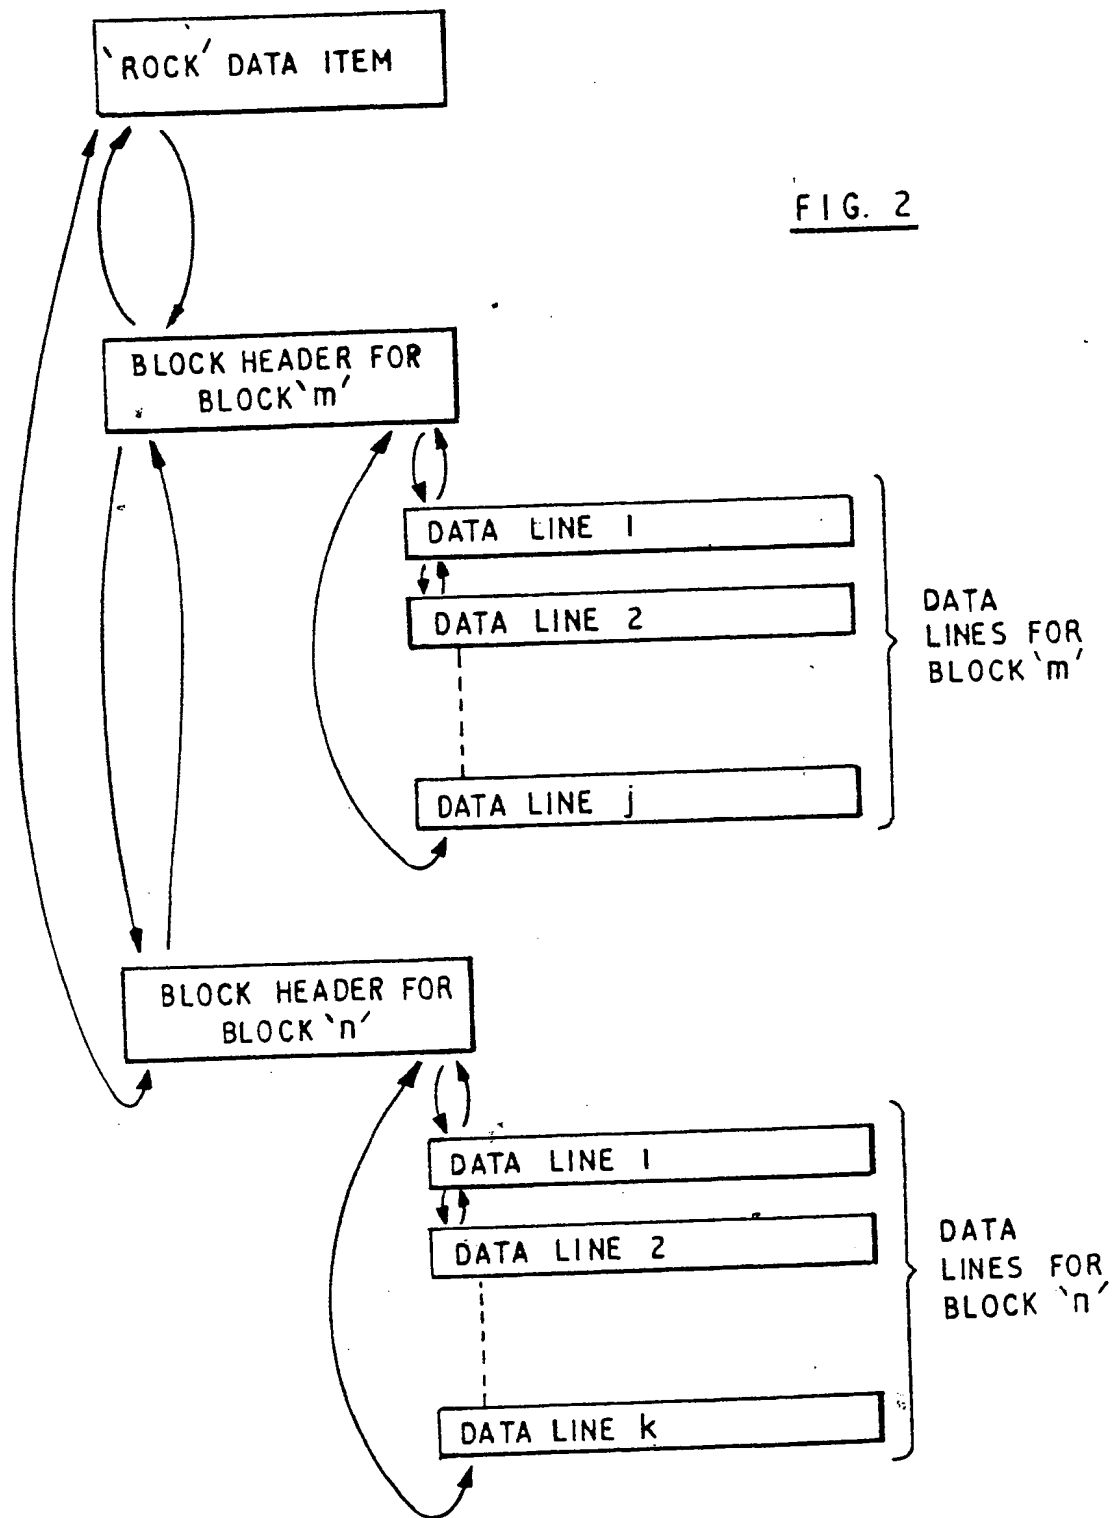 ‵ROCK′ DATA ITEM
FIG. 2
BLOCK HEADER FOR
BLOCK ‵m′
DATA LINE 1
DATA LINE 2
DATA LINE j
DATA
LINES FOR
BLOCK ‵m′
BLOCK HEADER FOR
BLOCK ‵n′
DATA LINE 1
DATA LINE 2
DATA LINE k
DATA
LINES FOR
BLOCK ‵n′